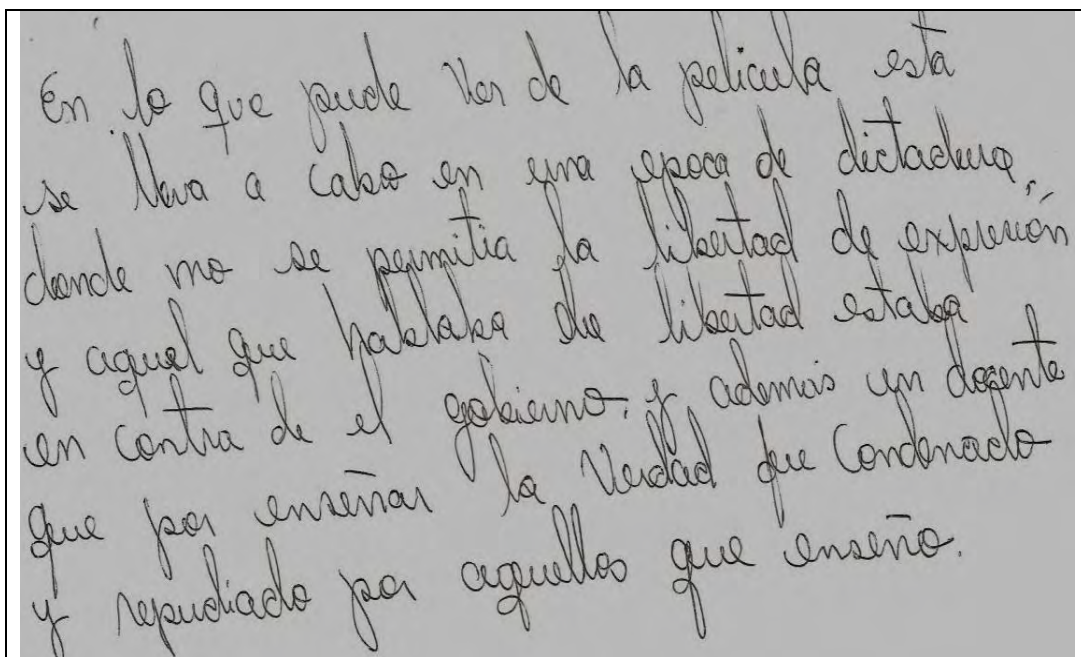 En lo que pude ver de la pelicula esta
se lleva a cabo en una epoca de dictadura,
donde no se permitia la libertad de expresión
y aquel que hablaba de libertad estaba
en contra de el gobierno. y además un docente
que por enseñar la verdad fue condenado
y repudiado por aquellos que enseño.